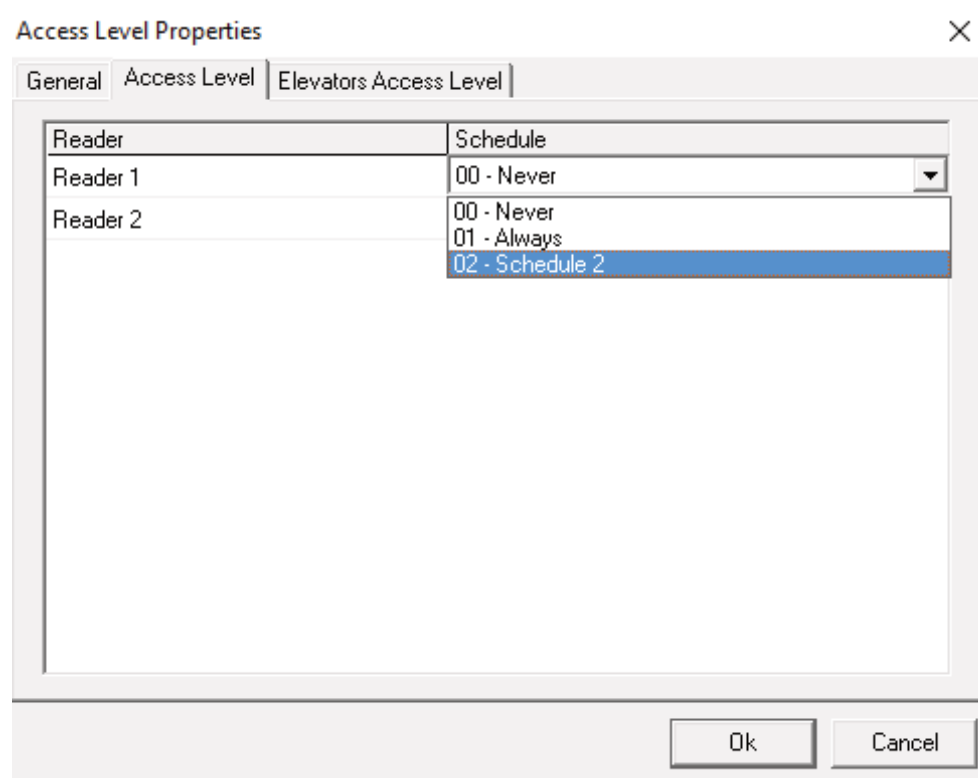 Access Level Properties
General Access Level Elevators Access Level
Reader Schedule
Reader 1 00 - Never
Reader 2 00 - Never
01 - Always
02 - Schedule 2
Ok Cancel